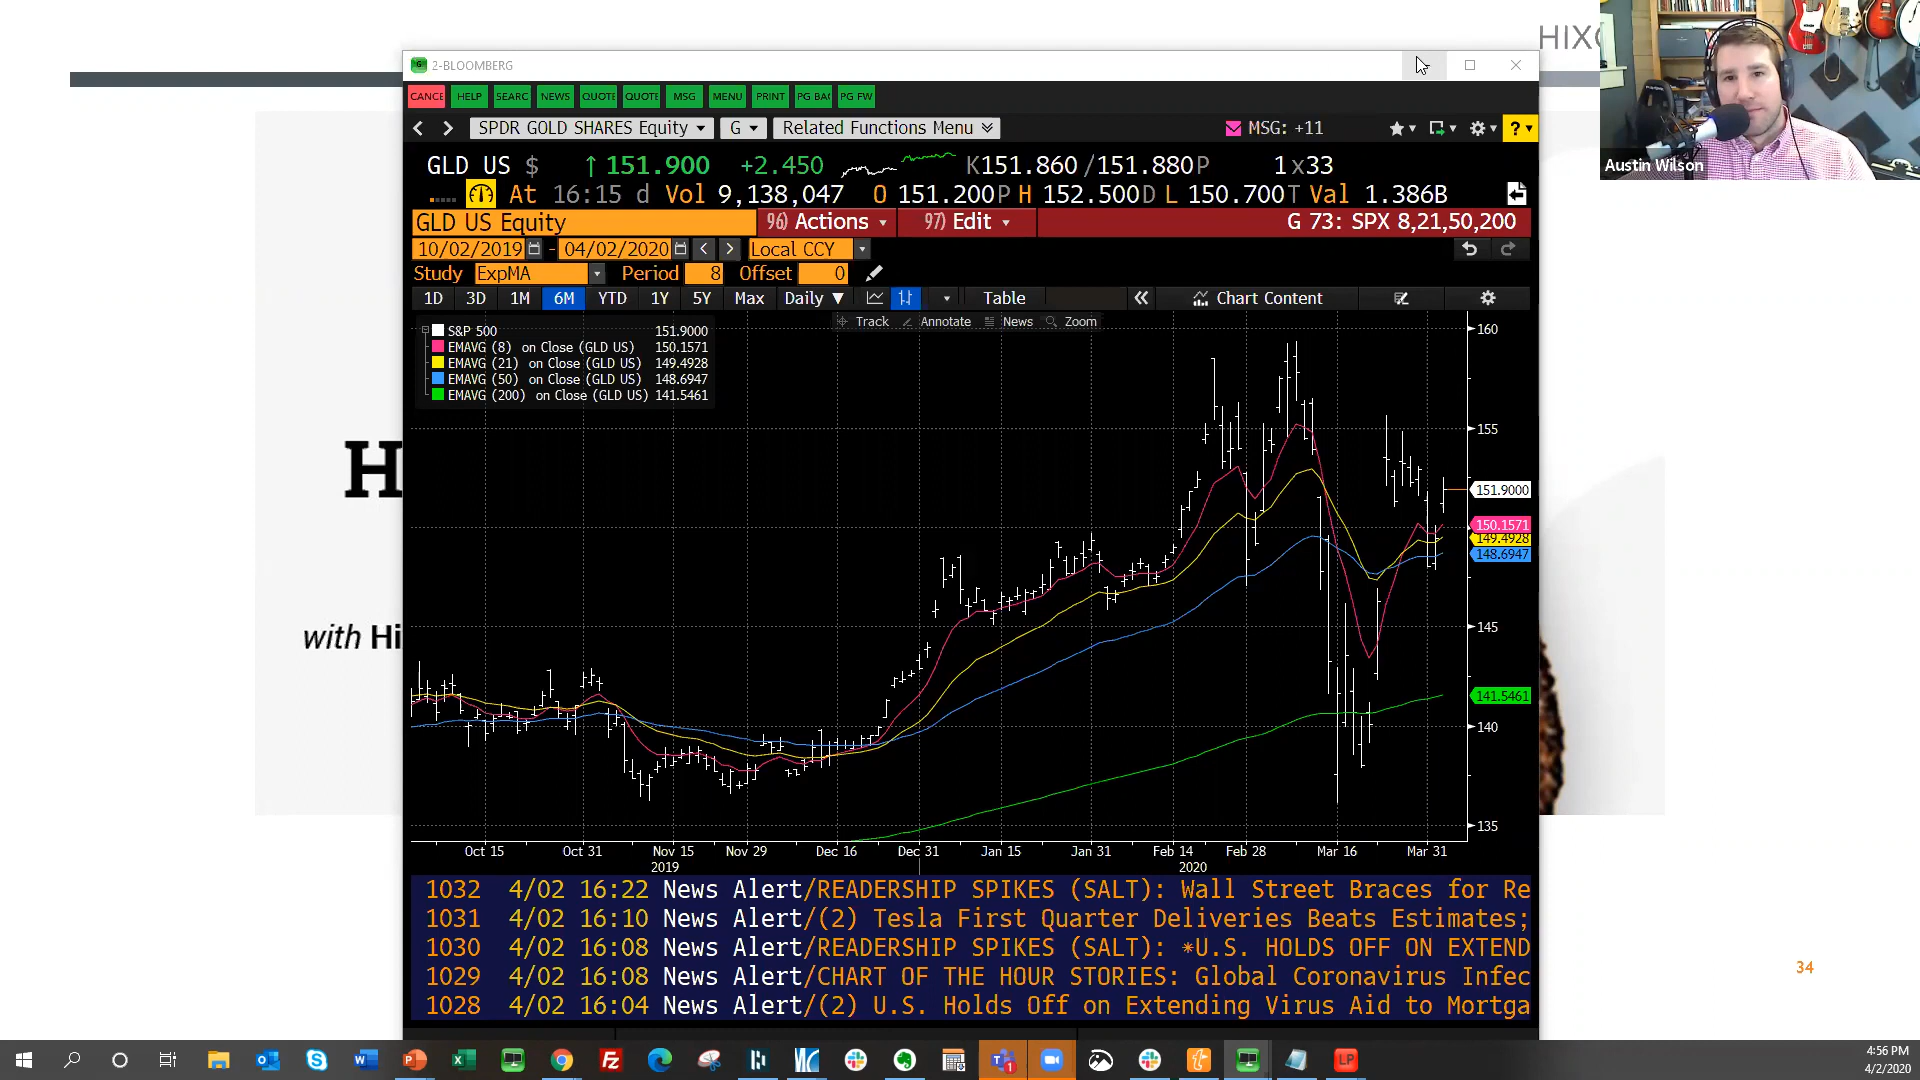 HIXO
2-BLOOMBERG
CANCE HELP SEARC NEWS QUOTE QUOTE MSG MENU PRINT PG BAC PG FW
SPDR GOLD SHARES Equity G Related Functions Menu MSG: +11 ?
Austin Wilson
GLD US $ ↑ 151.900 +2.450 K151.860 /151.880P 1x33
At 16:15 d Vol 9,138,047 O 151.200P H 152.500D L 150.700T Val 1.386B
GLD US Equity 96) Actions 97) Edit G 73: SPX 8,21,50,200
10/02/2019 - 04/02/2020 < > Local CCY
Study ExpMA Period 8 Offset 0
1D 3D 1M 6M YTD 1Y 5Y Max Daily ▼ Table « Chart Content
Track Annotate News Zoom
S&P 500 151.9000
EMAVG (8) on Close (GLD US) 150.1571
EMAVG (21) on Close (GLD US) 149.4928
EMAVG (50) on Close (GLD US) 148.6947
EMAVG (200) on Close (GLD US) 141.5461
160
155
151.9000
150.1571
149.4928
148.6947
145
141.5461
140
135
Oct 15 Oct 31 Nov 15 Nov 29 Dec 16 Dec 31 Jan 15 Jan 31 Feb 14 Feb 28 Mar 16 Mar 31
2019 2020
H
with Hi
1032 4/02 16:22 News Alert/READERSHIP SPIKES (SALT): Wall Street Braces for Re
1031 4/02 16:10 News Alert/(2) Tesla First Quarter Deliveries Beats Estimates;
1030 4/02 16:08 News Alert/READERSHIP SPIKES (SALT): *U.S. HOLDS OFF ON EXTEND
1029 4/02 16:08 News Alert/CHART OF THE HOUR STORIES: Global Coronavirus Infec
1028 4/02 16:04 News Alert/(2) U.S. Holds Off on Extending Virus Aid to Mortga
34
4:56 PM
4/2/2020